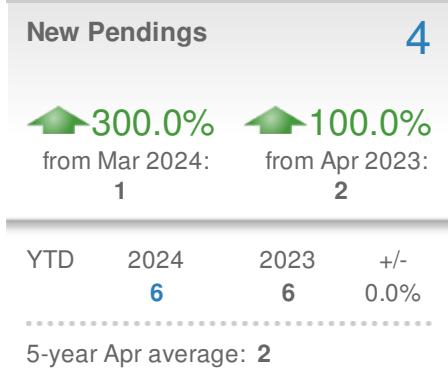 New Pendings 4
300.0% 100.0%
from Mar 2024: from Apr 2023:
1 2
YTD 2024 2023 +/-
6 6 0.0%
5-year Apr average: 2